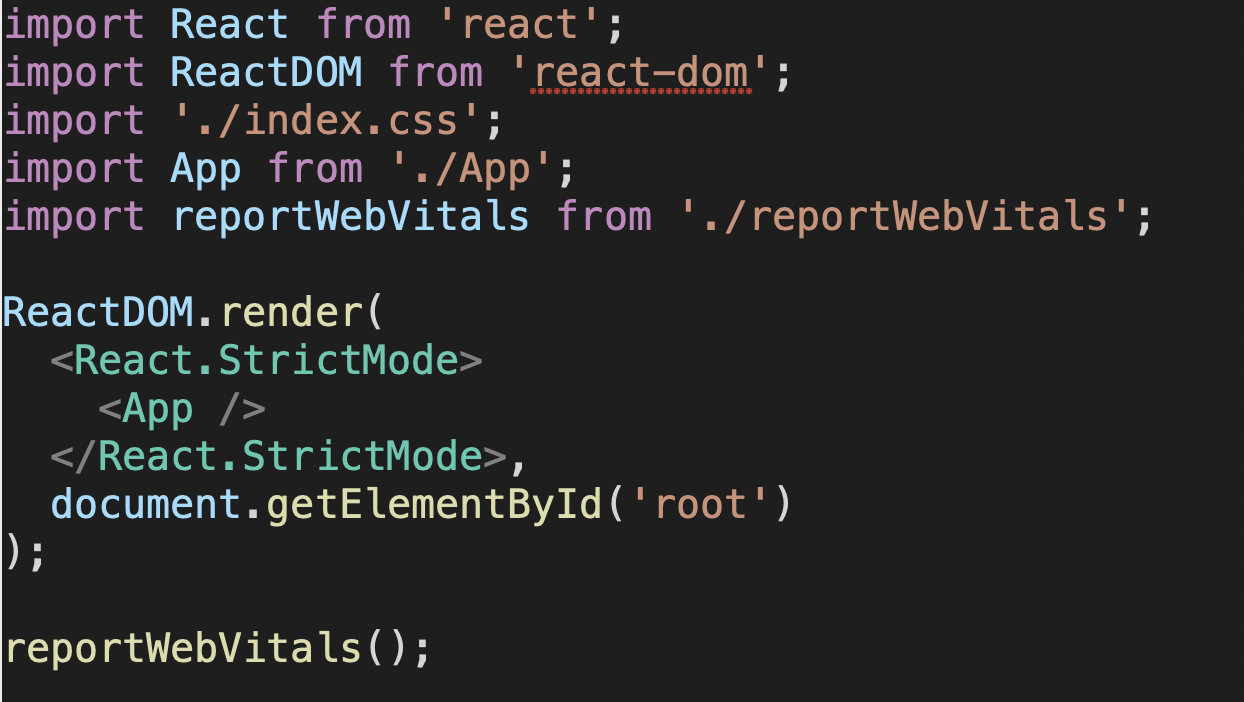 import React from 'react';
import ReactDOM from 'react-dom';
import './index.css';
import App from './App';
import reportWebVitals from './reportWebVitals';

ReactDOM.render(
  <React.StrictMode>
    <App />
  </React.StrictMode>,
  document.getElementById('root')
);

reportWebVitals();